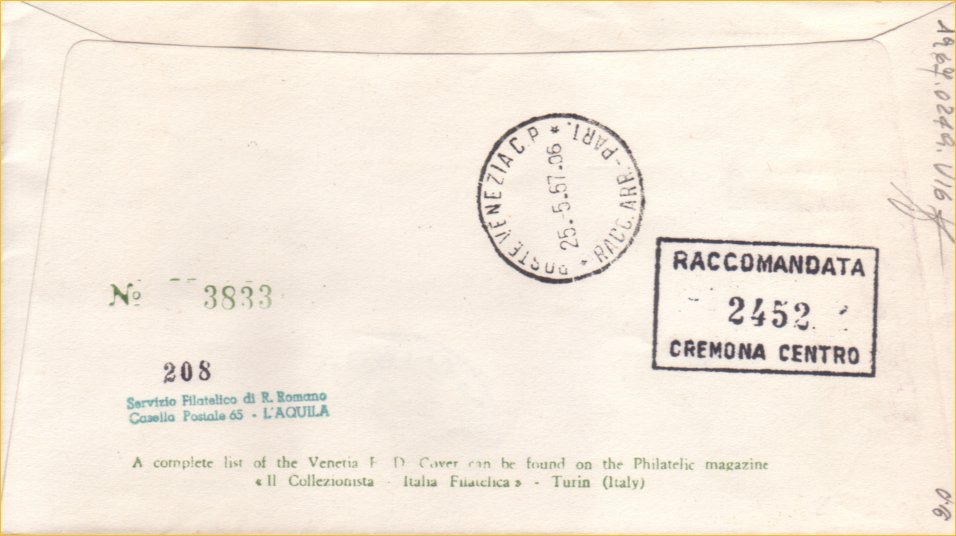 POSTE VENEZIA C.P. * RACC. ARR.-PART. *
25.-5.67.06
RACCOMANDATA
2452
CREMONA CENTRO
Nº 3833
208
Servizio Filatelico di R. Romano
Casella Postale 65 - L'AQUILA
A complete list of the Venetia F. D. Cover can be found on the Philatelic magazine
« Il Collezionista - Italia Filatelica » - Turin (Italy)